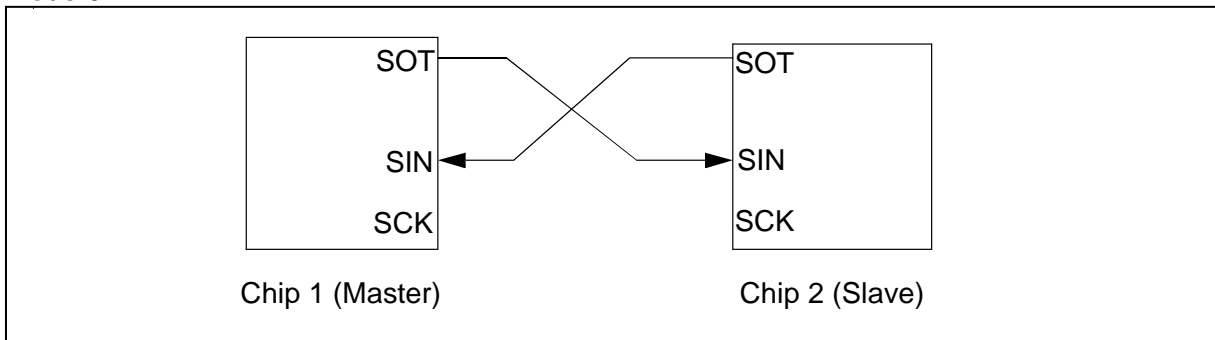 SOT
SIN
SCK
SOT
SIN
SCK
Chip 1 (Master)
Chip 2 (Slave)